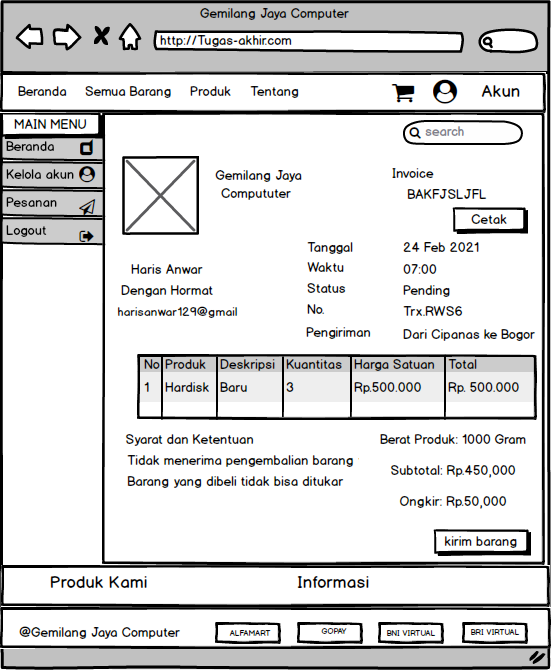 Gemilang Jaya Computer
http://Tugas-akhir.com
Beranda Semua Barang Produk Tentang Akun
MAIN MENU
Beranda
Kelola akun
Pesanan
Logout
search
Gemilang Jaya
Compututer
Invoice
BAKFJSLJFL
Cetak
Haris Anwar
Dengan Hormat
harisanwar129@gmail
Tanggal 24 Feb 2021
Waktu 07:00
Status Pending
No. Trx.RWS6
Pengiriman Dari Cipanas ke Bogor
No Produk Deskripsi Kuantitas Harga Satuan Total
1 Hardisk Baru 3 Rp.500.000 Rp. 500.000
Syarat dan Ketentuan
Tidak menerima pengembalian barang
Barang yang dibeli tidak bisa ditukar
Berat Produk: 1000 Gram
Subtotal: Rp.450,000
Ongkir: Rp.50,000
kirim barang
Produk Kami Informasi
@Gemilang Jaya Computer ALFAMART GOPAY BNI VIRTUAL BRI VIRTUAL